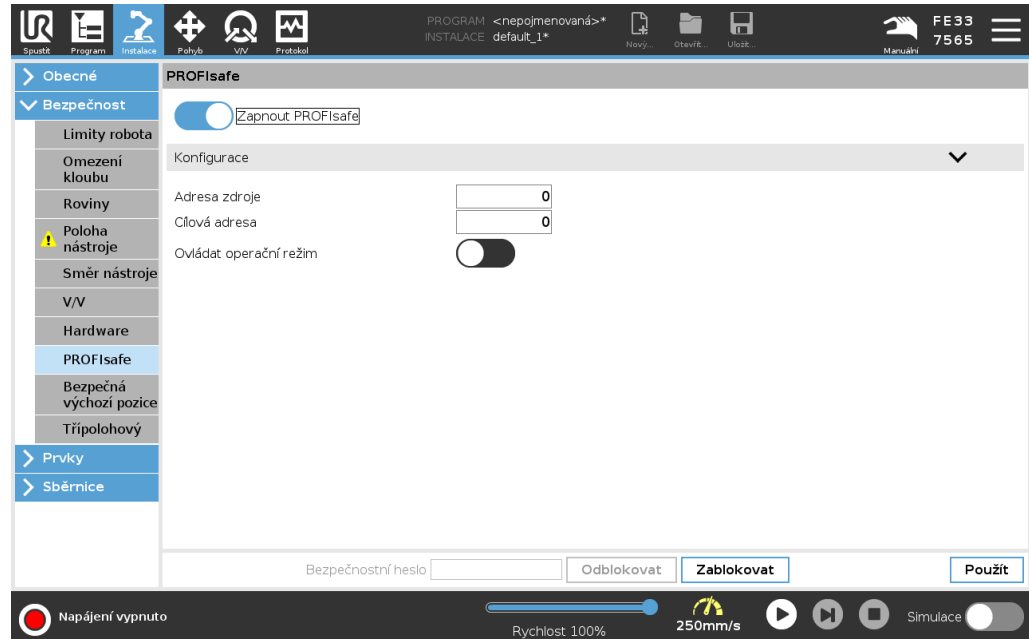 PROGRAM <nepojmenovaná>*
INSTALACE default_1*
Spustit Program Instalace Pohyb V/V Protokol Nový... Otevřít... Uložit... Manuální
FE33
7565
Obecné
Bezpečnost
Limity robota
Omezení
kloubu
Roviny
Poloha
nástroje
Směr nástroje
V/V
Hardware
PROFIsafe
Bezpečná
výchozí pozice
Třípolohový
Prvky
Sběrnice
PROFIsafe
Zapnout PROFIsafe
Konfigurace
Adresa zdroje 0
Cílová adresa 0
Ovládat operační režim
Bezpečnostní heslo Odblokovat Zablokovat Použít
Napájení vypnuto
Rychlost 100%
250mm/s
Simulace